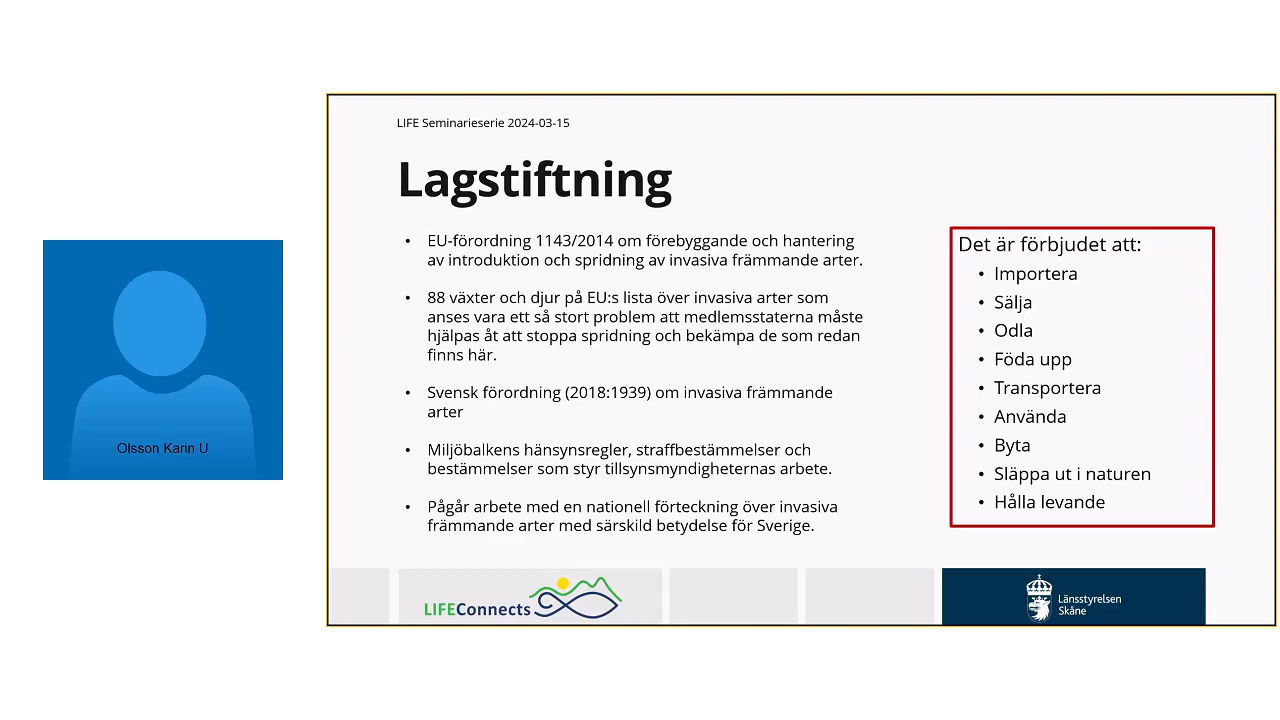 LIFE Seminarieserie 2024-03-15
Lagstiftning
• EU-förordning 1143/2014 om förebyggande och hantering
av introduktion och spridning av invasiva främmande arter.
• 88 växter och djur på EU:s lista över invasiva arter som
anses vara ett så stort problem att medlemsstaterna måste
hjälpas åt att stoppa spridning och bekämpa de som redan
finns här.
• Svensk förordning (2018:1939) om invasiva främmande
arter
• Miljöbalkens hänsynsregler, straffbestämmelser och
bestämmelser som styr tillsynsmyndigheternas arbete.
• Pågår arbete med en nationell förteckning över invasiva
främmande arter med särskild betydelse för Sverige.
Det är förbjudet att:
• Importera
• Sälja
• Odla
• Föda upp
• Transportera
• Använda
• Byta
• Släppa ut i naturen
• Hålla levande
Olsson Karin U
LIFEConnects
Länsstyrelsen
Skåne